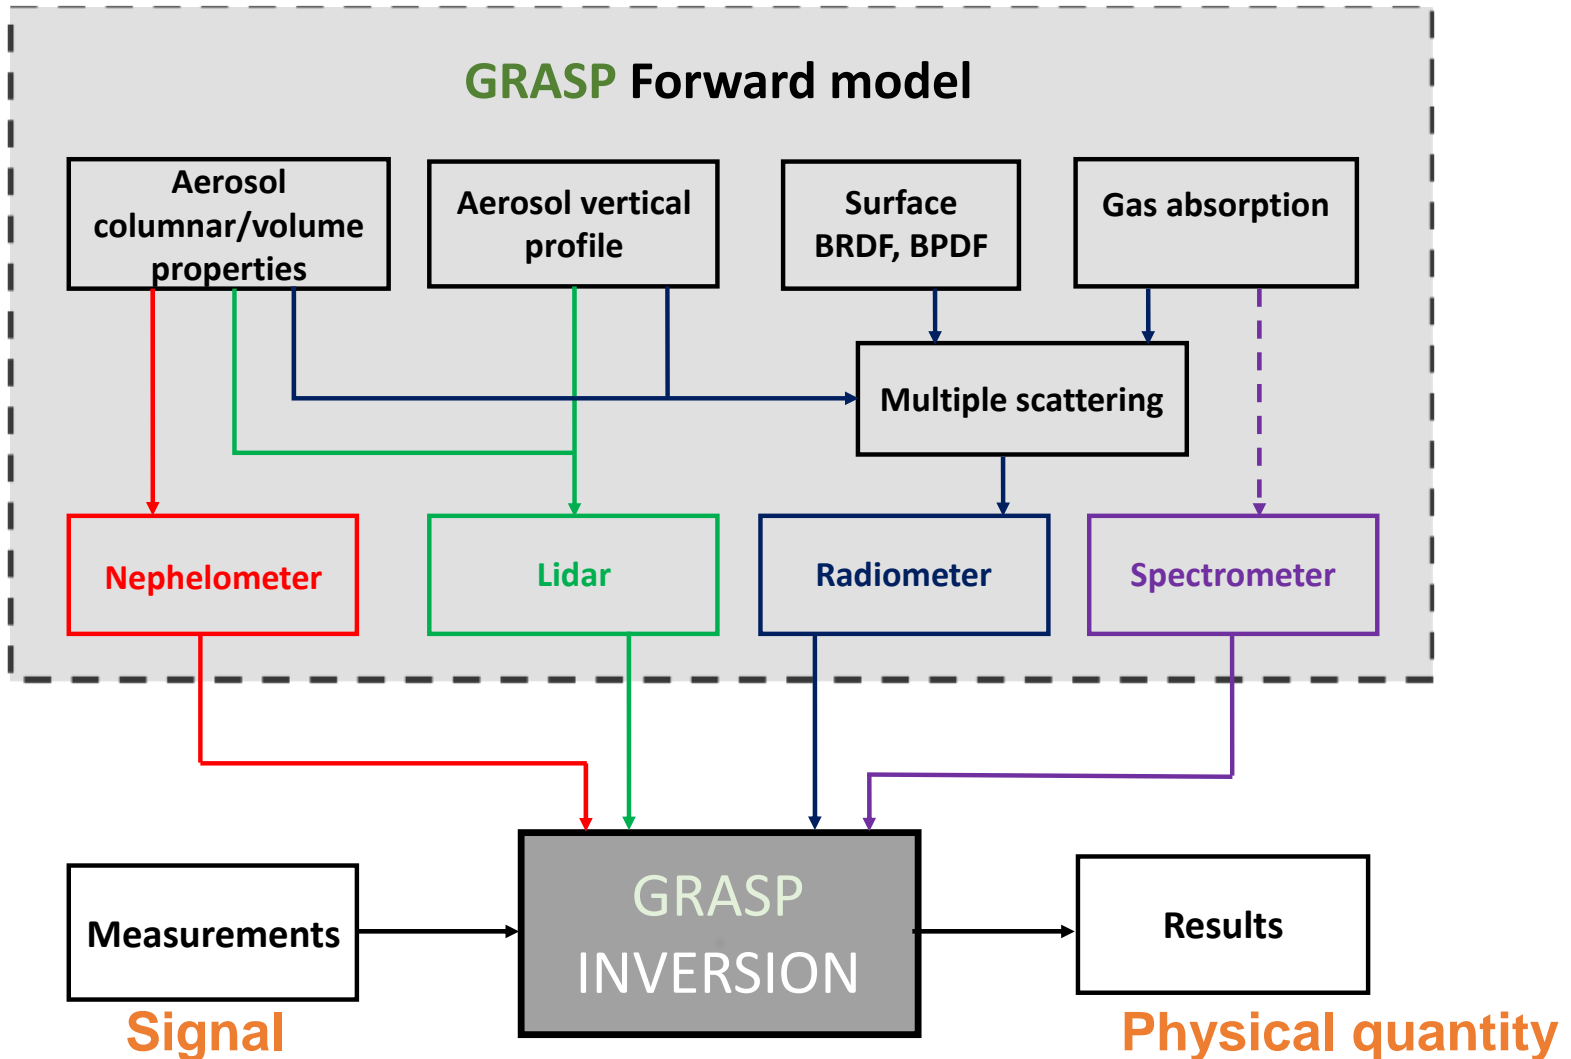 GRASP Forward model
Aerosol
columnar/volume
properties
Aerosol vertical
profile
Surface
BRDF, BPDF
Gas absorption
Multiple scattering
Nephelometer
Lidar
Radiometer
Spectrometer
Measurements
GRASP
INVERSION
Results
Signal
Physical quantity